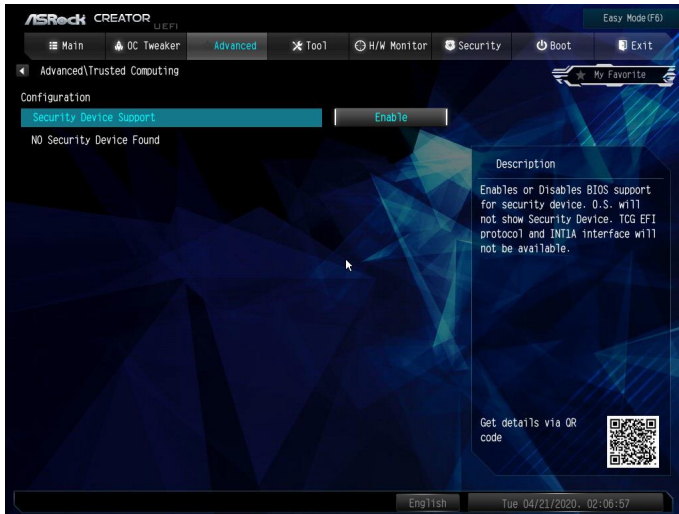 ASRock CREATOR UEFI
Easy Mode(F6)
Main OC Tweaker Advanced Tool H/W Monitor Security Boot Exit
Advanced\Trusted Computing
My Favorite
Configuration
Security Device Support Enable
NO Security Device Found
Description
Enables or Disables BIOS support
for security device. O.S. will
not show Security Device. TCG EFI
protocol and INT1A interface will
not be available.
Get details via QR
code
English
Tue 04/21/2020, 02:06:57